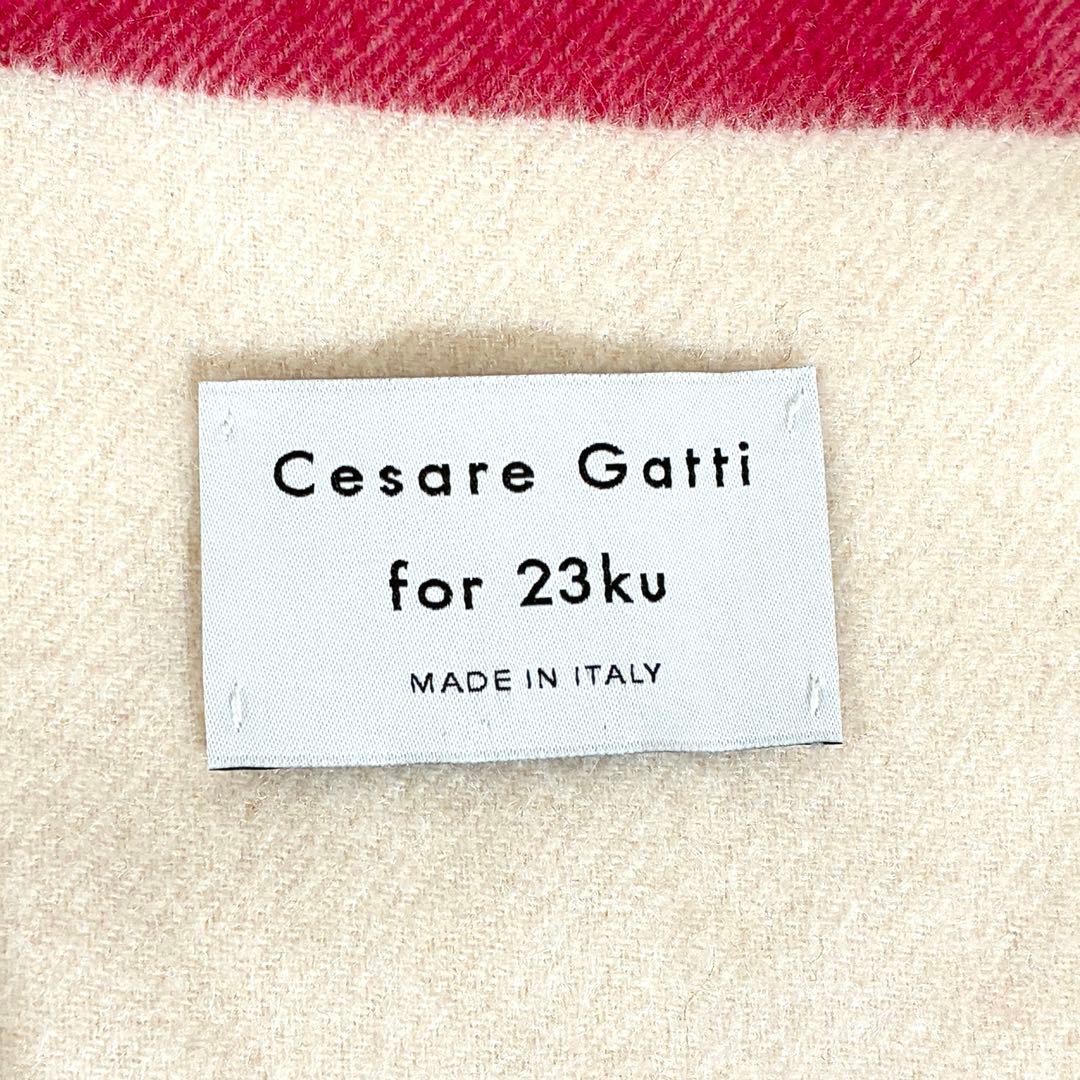 Cesare Gatti
for 23ku
MADE IN ITALY